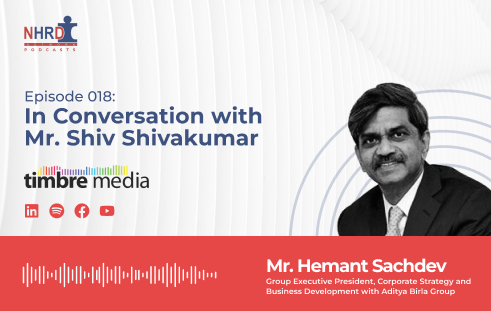 NHRD
NETWORK
PODCASTS
Episode 018:
In Conversation with
Mr. Shiv Shivakumar
timbre media
Mr. Hemant Sachdev
Group Executive President, Corporate Strategy and
Business Development with Aditya Birla Group